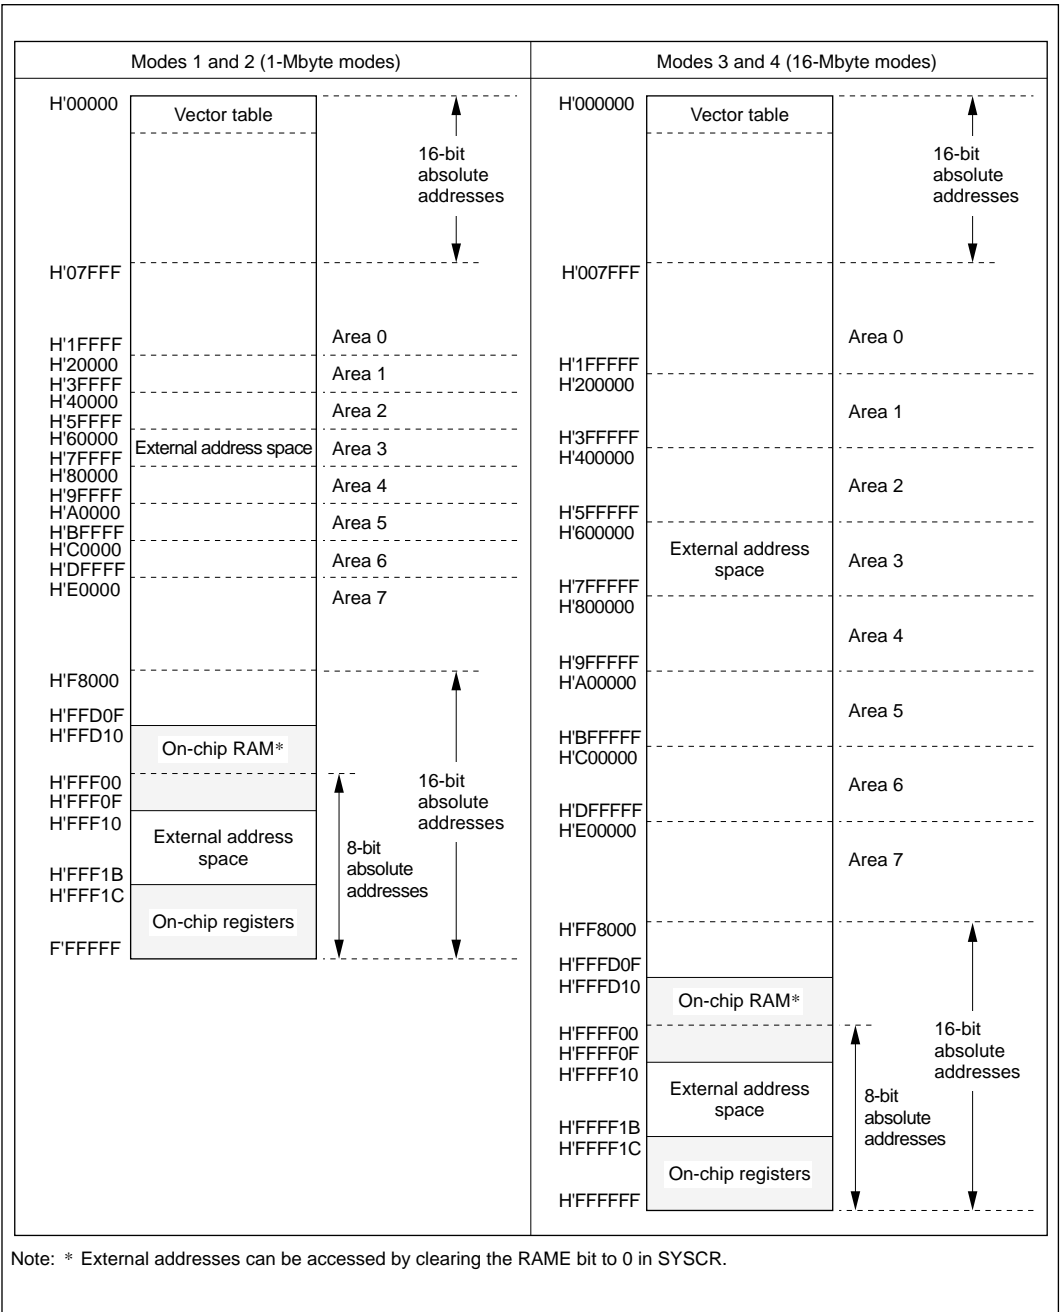 Modes 1 and 2 (1-Mbyte modes)
H'00000
Vector table
16-bit
absolute
addresses
H'07FFF
H'1FFFF
Area 0
H'20000
H'3FFFF
Area 1
H'40000
H'5FFFF
Area 2
H'60000
H'7FFFF
External address space
Area 3
H'80000
H'9FFFF
Area 4
H'A0000
H'BFFFF
Area 5
H'C0000
H'DFFFF
Area 6
H'E0000
Area 7
H'F8000
H'FFD0F
H'FFD10
On-chip RAM*
H'FFF00
H'FFF0F
H'FFF10
External address
space
H'FFF1B
H'FFF1C
On-chip registers
F'FFFFF
8-bit
absolute
addresses
16-bit
absolute
addresses
Modes 3 and 4 (16-Mbyte modes)
H'000000
Vector table
16-bit
absolute
addresses
H'007FFF
Area 0
H'1FFFFF
H'200000
Area 1
H'3FFFFF
H'400000
Area 2
H'5FFFFF
H'600000
External address
space
Area 3
H'7FFFFF
H'800000
Area 4
H'9FFFFF
H'A00000
Area 5
H'BFFFFF
H'C00000
Area 6
H'DFFFFF
H'E00000
Area 7
H'FF8000
H'FFFD0F
H'FFFD10
On-chip RAM*
H'FFFF00
H'FFFF0F
H'FFFF10
External address
space
H'FFFF1B
H'FFFF1C
On-chip registers
H'FFFFFF
8-bit
absolute
addresses
16-bit
absolute
addresses
Note: * External addresses can be accessed by clearing the RAME bit to 0 in SYSCR.